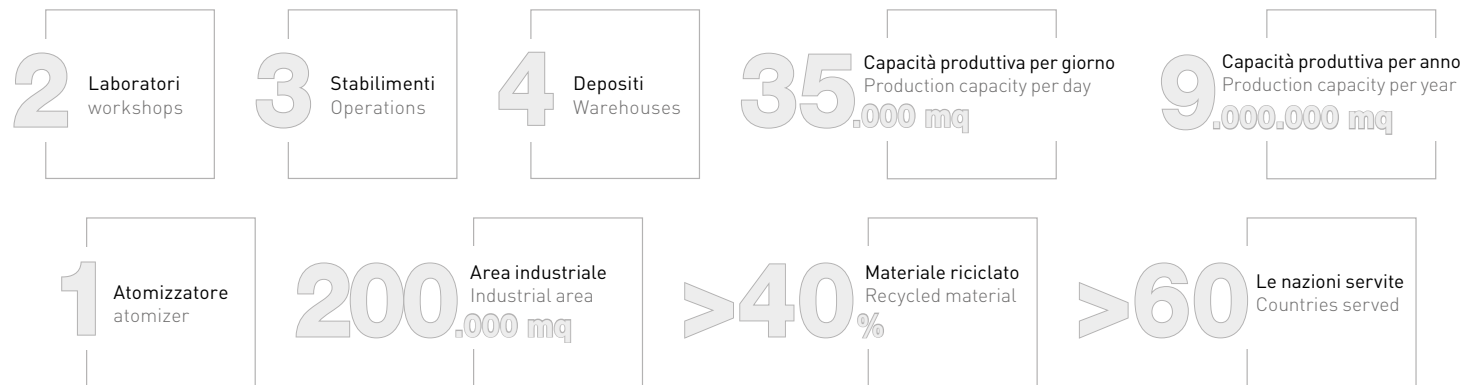 2
Laboratori
workshops
3
Stabilimenti
Operations
4
Depositi
Warehouses
35.000 mq
Capacità produttiva per giorno
Production capacity per day
9.000.000 mq
Capacità produttiva per anno
Production capacity per year
1
Atomizzatore
atomizer
200.000 mq
Area industriale
Industrial area
>40%
Materiale riciclato
Recycled material
>60
Le nazioni servite
Countries served